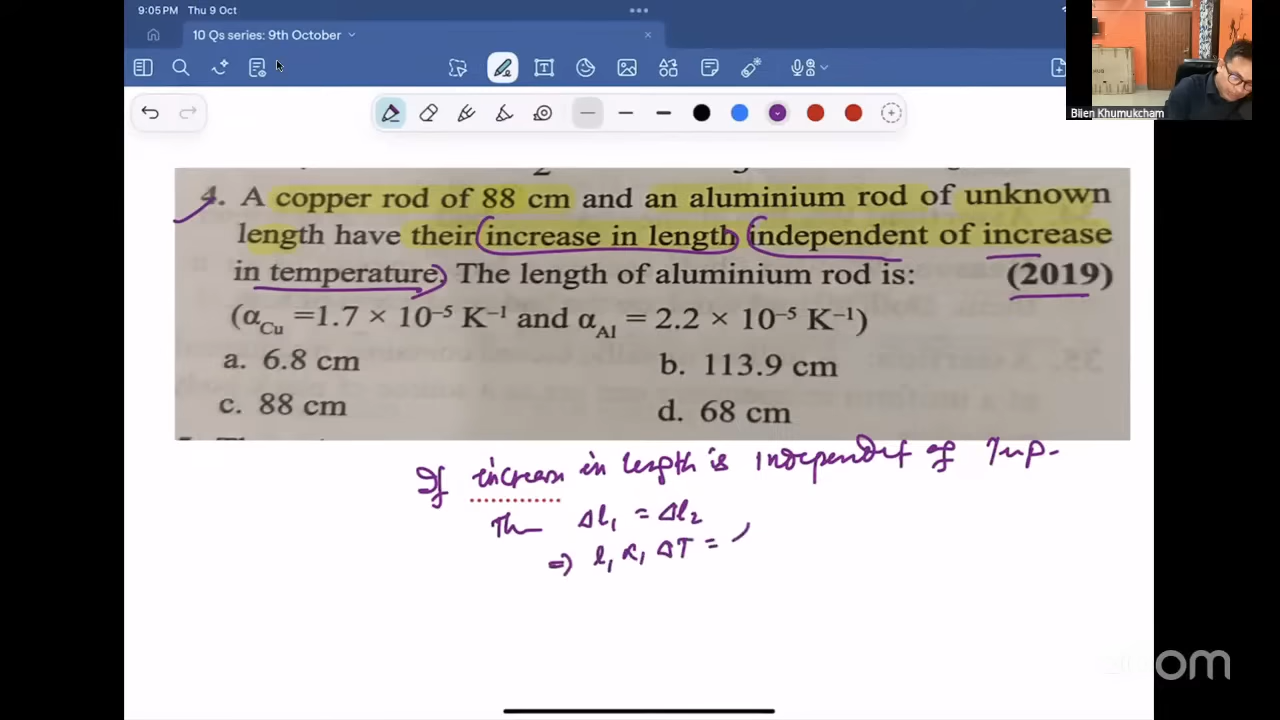 9:05 PM Thu 9 Oct
10 Qs series: 9th October
Bijen Khumukcham
4. A copper rod of 88 cm and an aluminium rod of unknown
length have their increase in length independent of increase
in temperature. The length of aluminium rod is: (2019)
(αCu =1.7 × 10⁻⁵ K⁻¹ and αAl = 2.2 × 10⁻⁵ K⁻¹)
a. 6.8 cm b. 113.9 cm
c. 88 cm d. 68 cm
If increase in length is independent of Temp.
Then Δl₁ = Δl₂
⇒ l₁ α₁ ΔT =
zoom